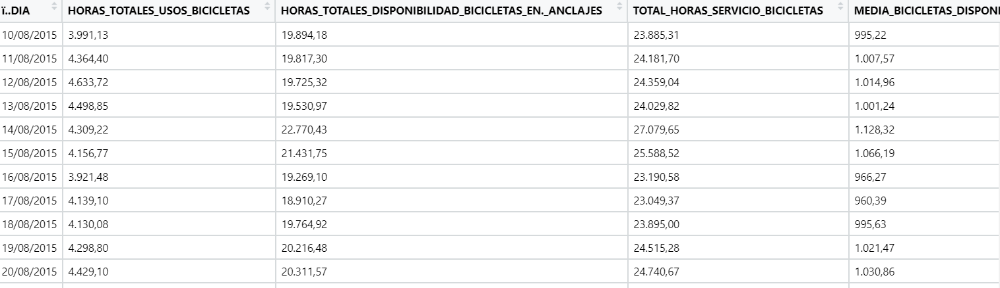 ï..DIA HORAS_TOTALES_USOS_BICICLETAS HORAS_TOTALES_DISPONIBILIDAD_BICICLETAS_EN._ANCLAJES TOTAL_HORAS_SERVICIO_BICICLETAS MEDIA_BICICLETAS_DISPONI
10/08/2015 3.991,13 19.894,18 23.885,31 995,22
11/08/2015 4.364,40 19.817,30 24.181,70 1.007,57
12/08/2015 4.633,72 19.725,32 24.359,04 1.014,96
13/08/2015 4.498,85 19.530,97 24.029,82 1.001,24
14/08/2015 4.309,22 22.770,43 27.079,65 1.128,32
15/08/2015 4.156,77 21.431,75 25.588,52 1.066,19
16/08/2015 3.921,48 19.269,10 23.190,58 966,27
17/08/2015 4.139,10 18.910,27 23.049,37 960,39
18/08/2015 4.130,08 19.764,92 23.895,00 995,63
19/08/2015 4.298,80 20.216,48 24.515,28 1.021,47
20/08/2015 4.429,10 20.311,57 24.740,67 1.030,86